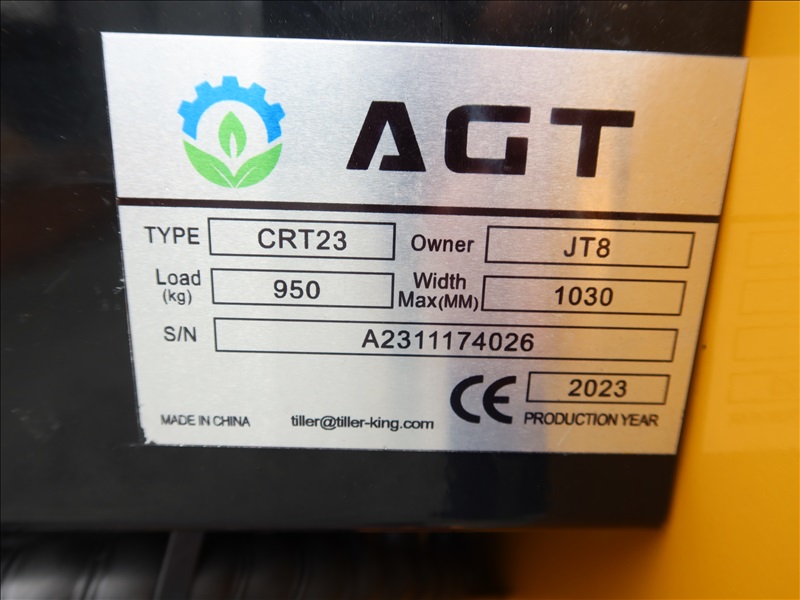 AGT
TYPE CRT23 Owner JT8
Load (kg) 950 Width Max(MM) 1030
S/N A2311174026
CE 2023
MADE IN CHINA tiller@tiller-king.com PRODUCTION YEAR